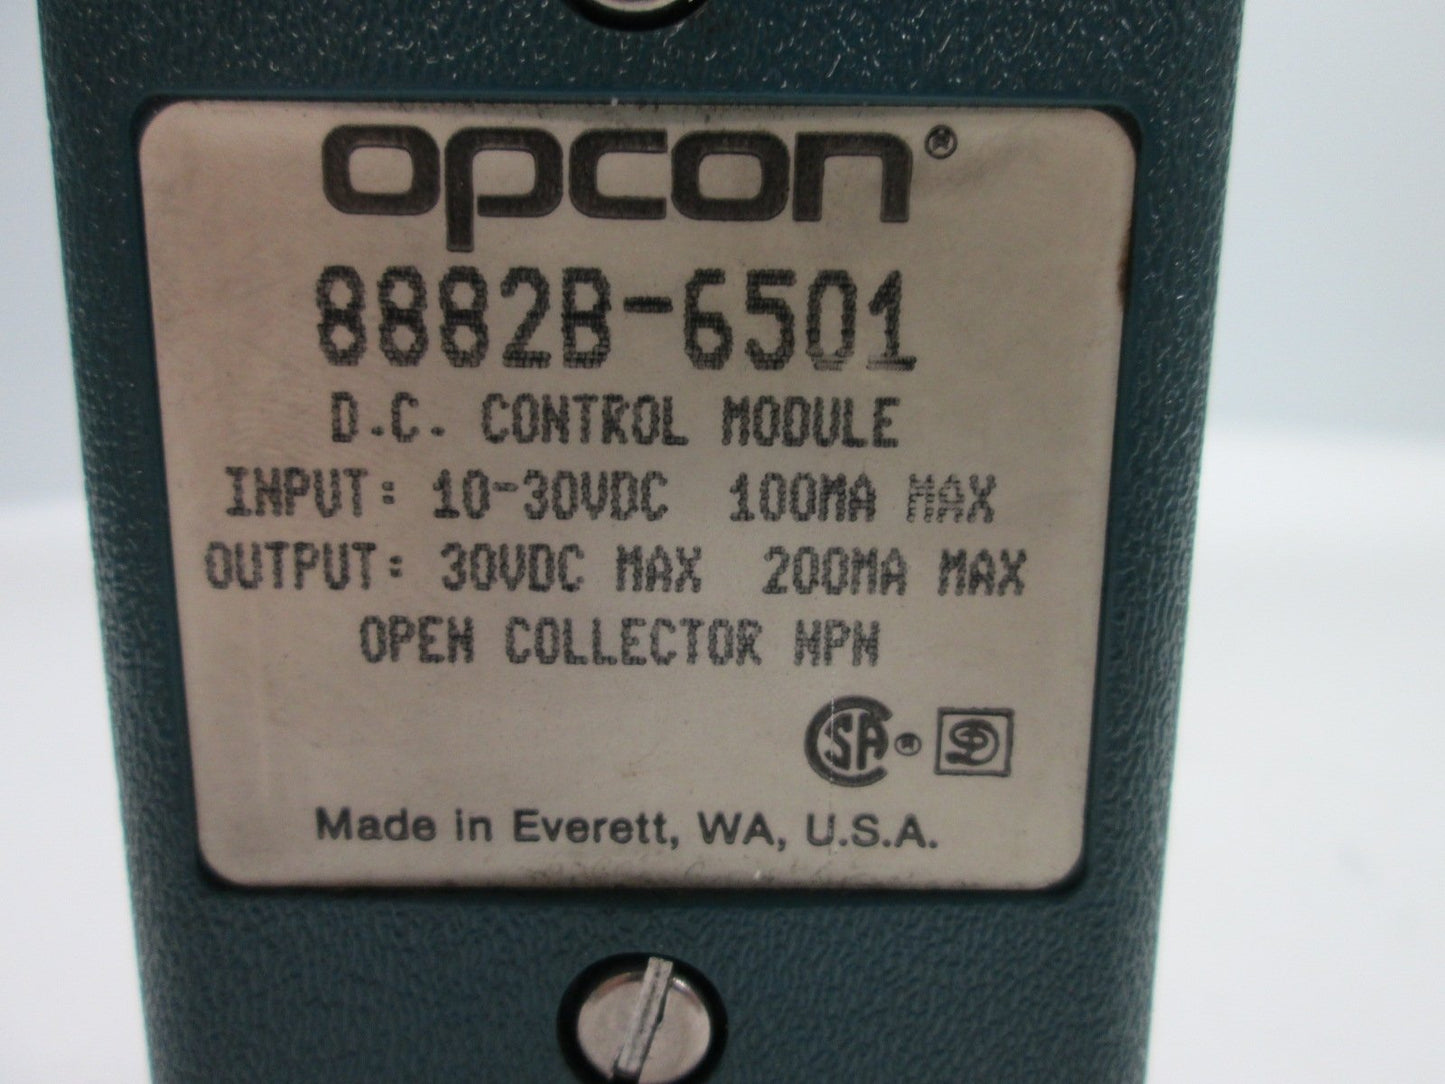 opcon®
8882B-6501
D.C. CONTROL MODULE
INPUT: 10-30VDC 100MA MAX
OUTPUT: 30VDC MAX 200MA MAX
OPEN COLLECTOR NPN
CSA®
Made in Everett, WA, U.S.A.